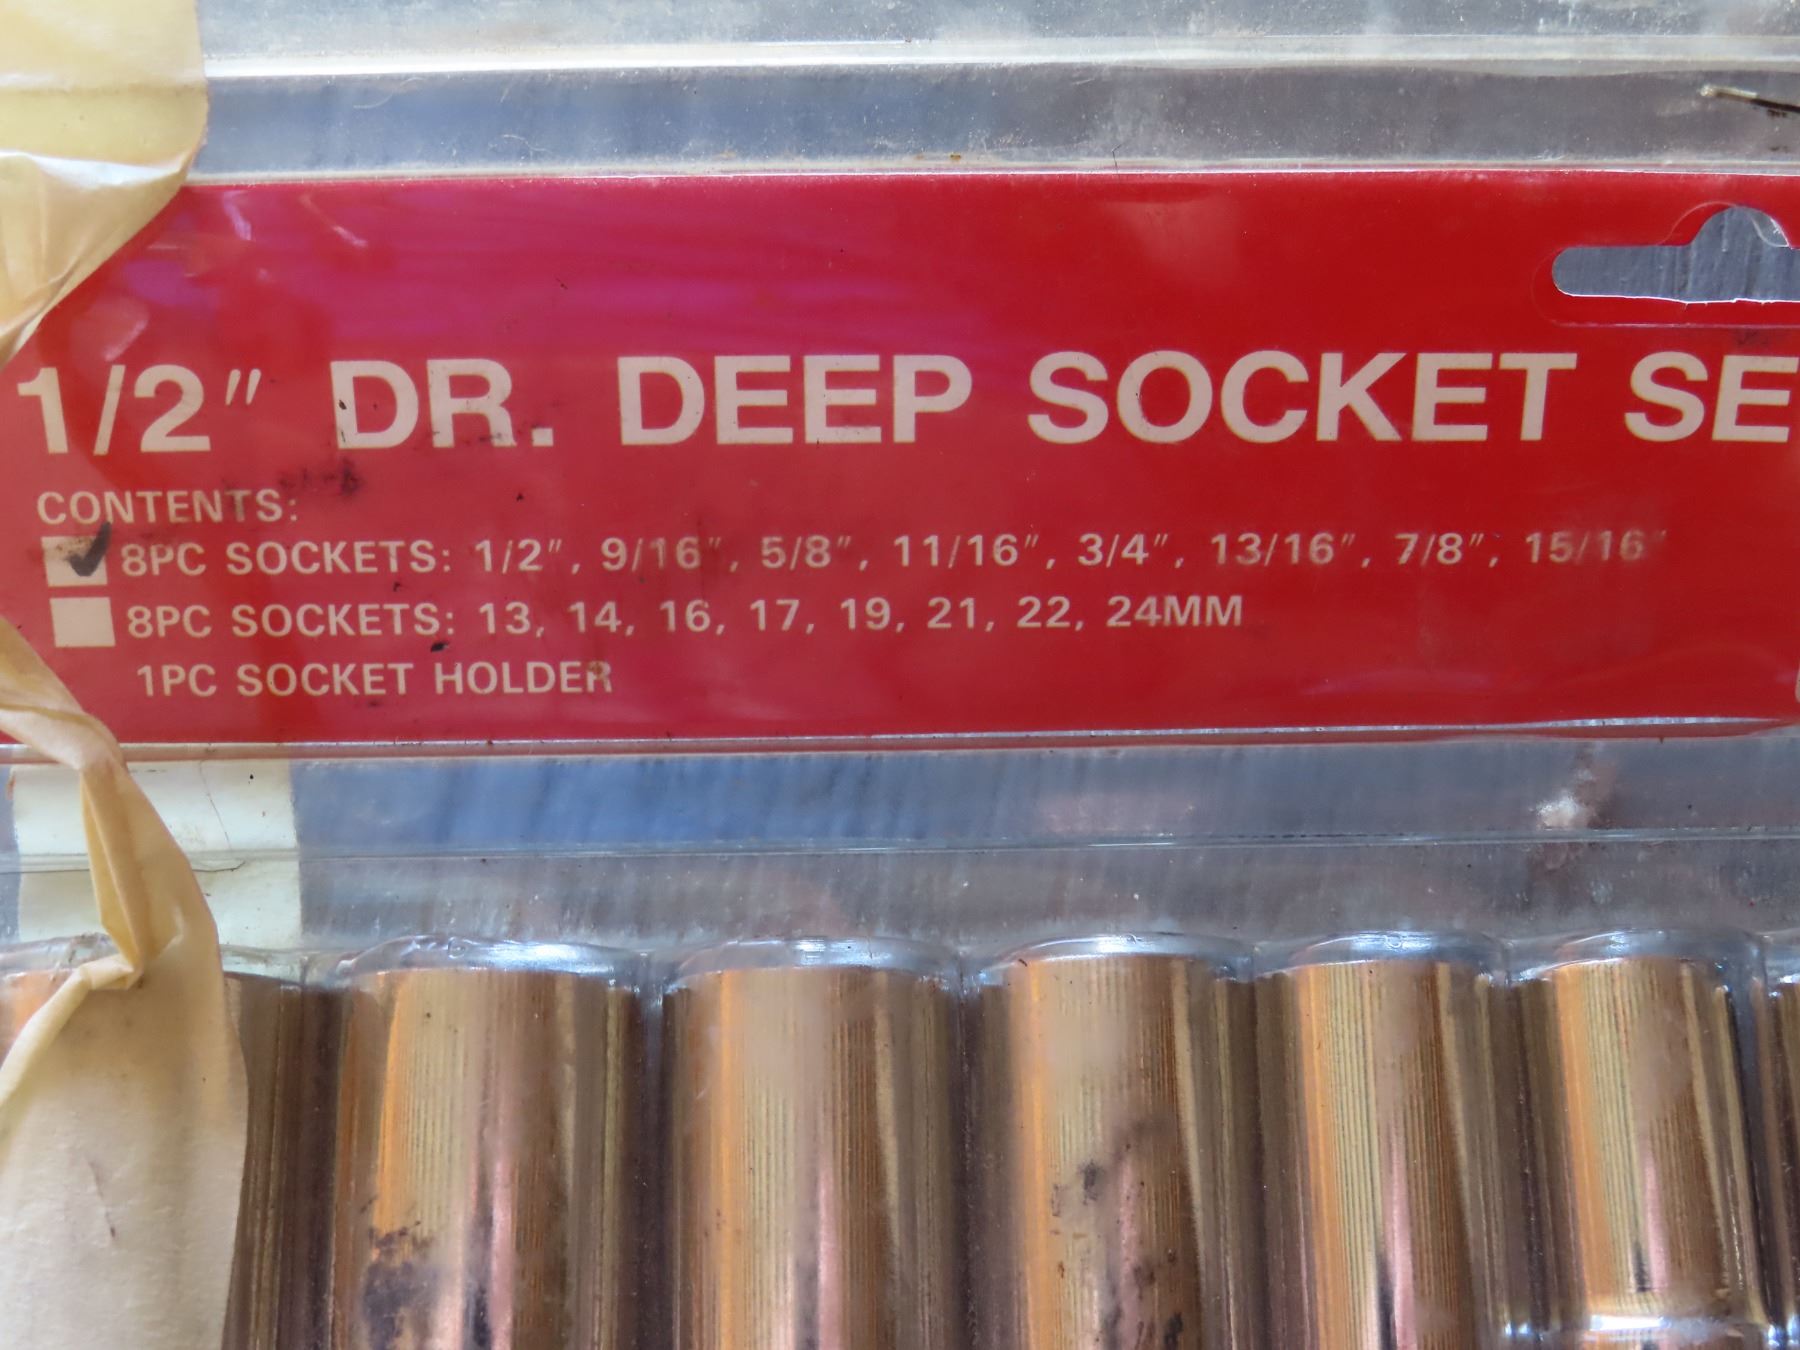 1/2" DR. DEEP SOCKET SE
CONTENTS:
8PC SOCKETS: 1/2", 9/16", 5/8", 11/16", 3/4", 13/16", 7/8", 15/16"
8PC SOCKETS: 13, 14, 16, 17, 19, 21, 22, 24MM
1PC SOCKET HOLDER